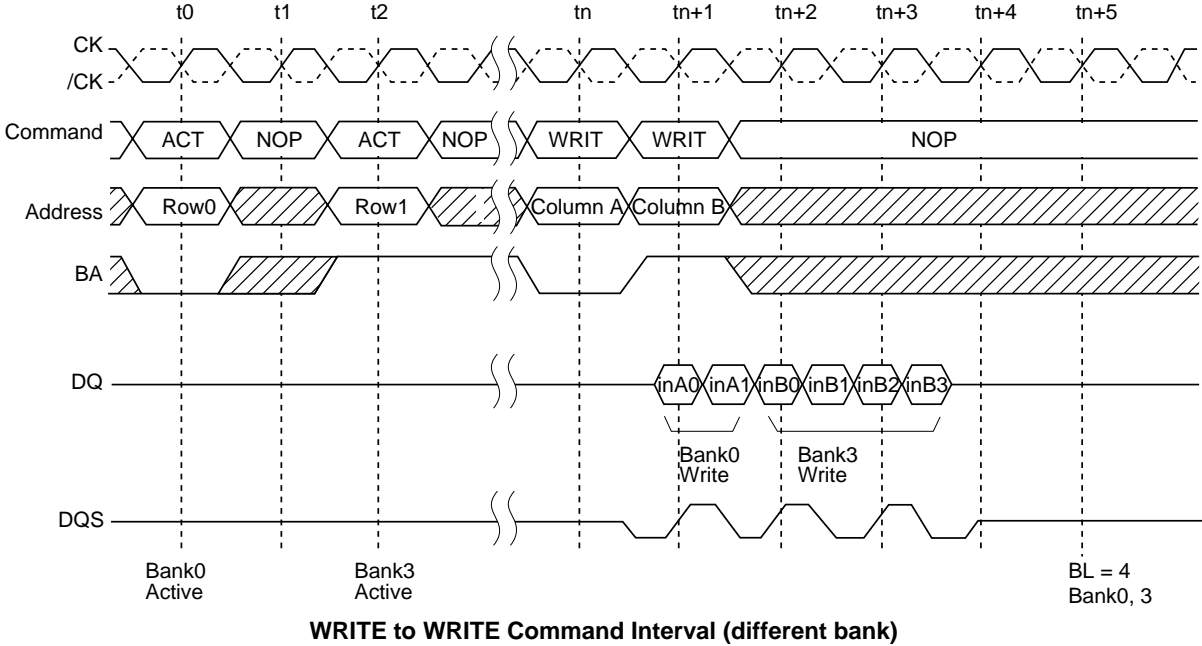 t0 t1 t2 tn tn+1 tn+2 tn+3 tn+4 tn+5
CK
/CK
Command ACT NOP ACT NOP WRIT WRIT NOP
Address Row0 Row1 Column A Column B
BA
DQ inA0 inA1 inB0 inB1 inB2 inB3
Bank0 Bank3
Write Write
DQS
Bank0 Bank3 BL = 4
Active Active Bank0, 3
WRITE to WRITE Command Interval (different bank)